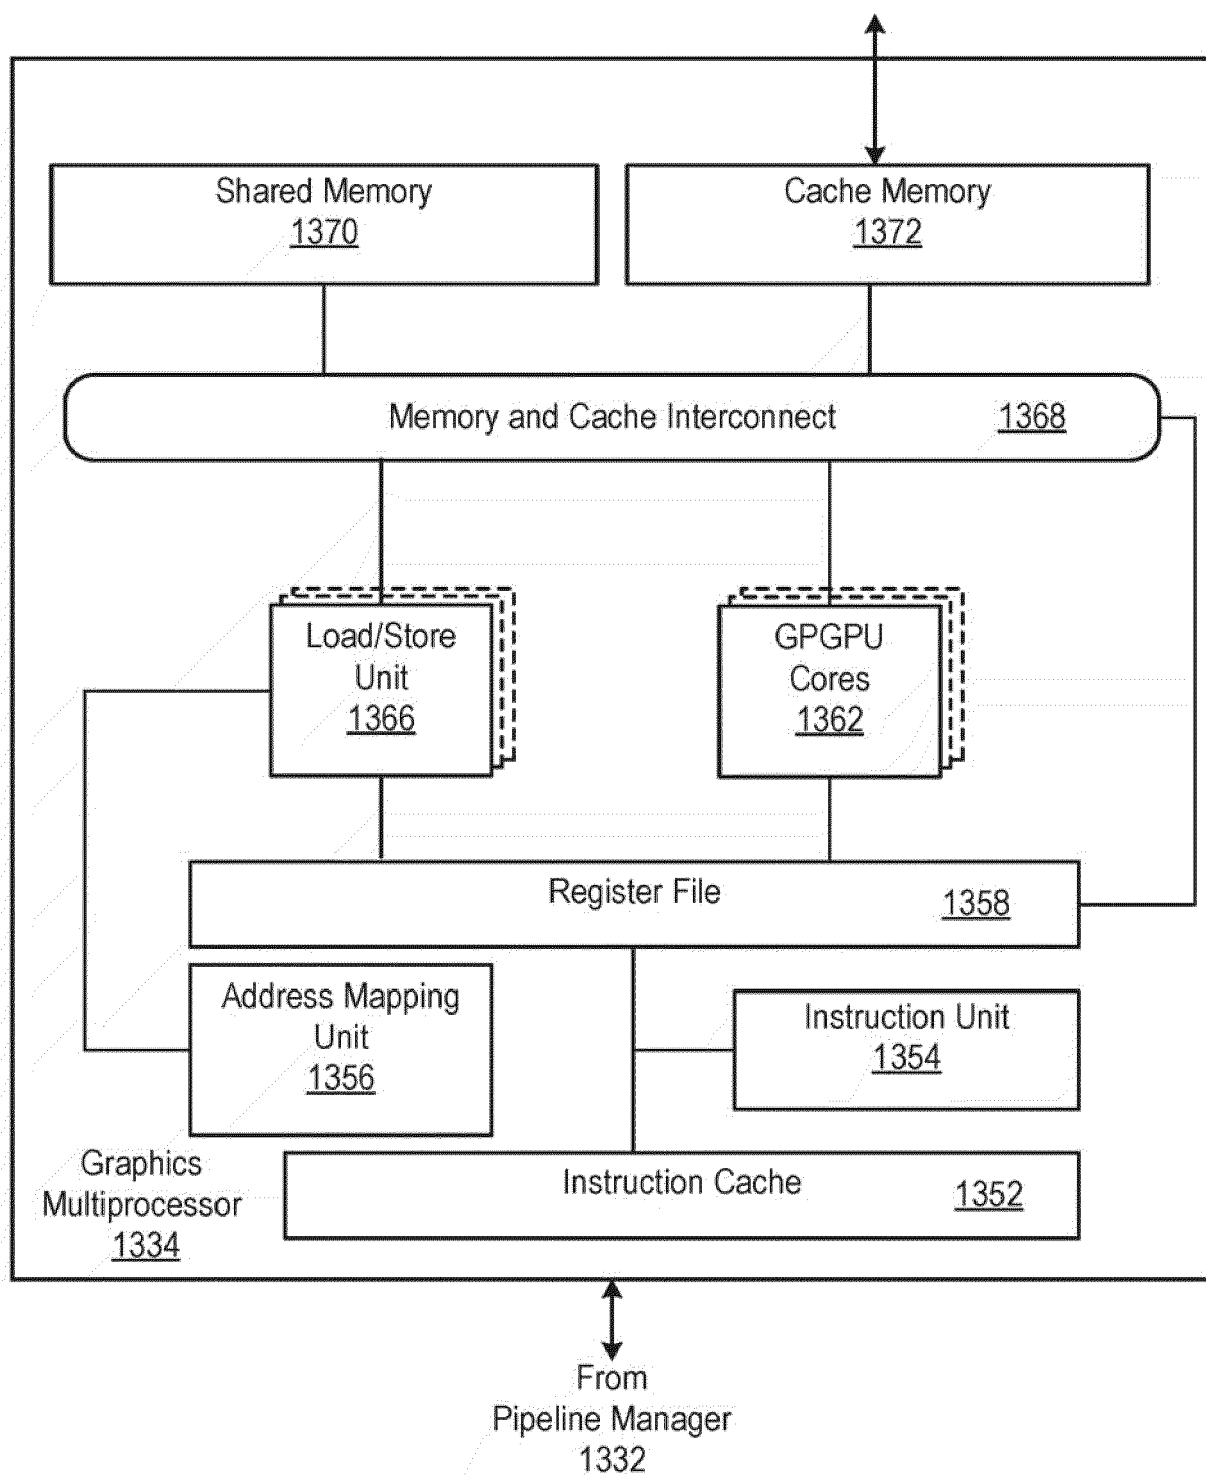 Shared Memory
1370
Cache Memory
1372
Memory and Cache Interconnect 1368
Load/Store
Unit
1366
GPGPU
Cores
1362
Register File 1358
Address Mapping
Unit
1356
Instruction Unit
1354
Graphics
Multiprocessor
1334
Instruction Cache 1352
From
Pipeline Manager
1332